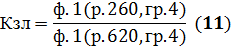 Кзл = ф. 1(р.260,гр.4) / ф. 1(р.620,гр.4) (11)